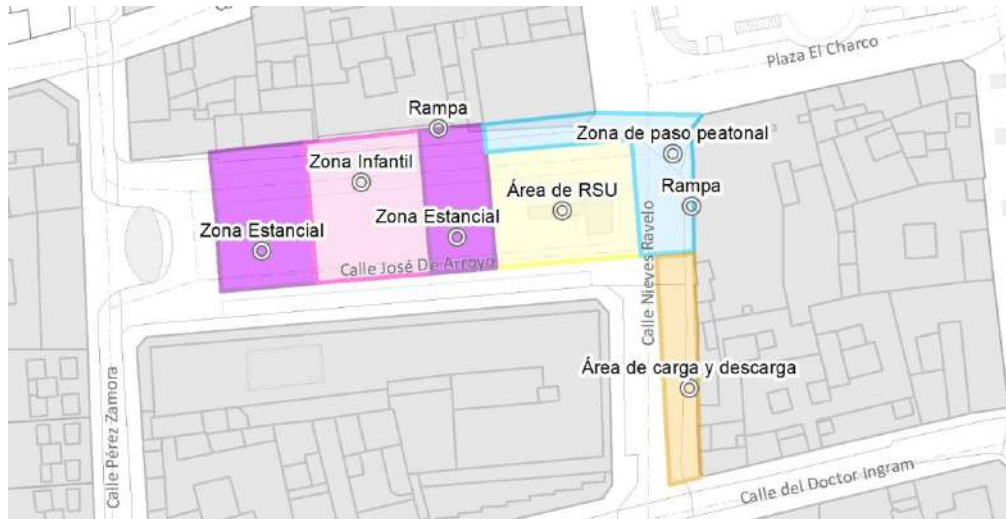 Plaza El Charco
Rampa
Zona de paso peatonal
Zona Infantil
Área de RSU
Rampa
Zona Estancial
Zona Estancial
Calle José De Arroyo
Calle Nieves Ravelo
Área de carga y descarga
Calle Pérez Zamora
Calle del Doctor Ingram